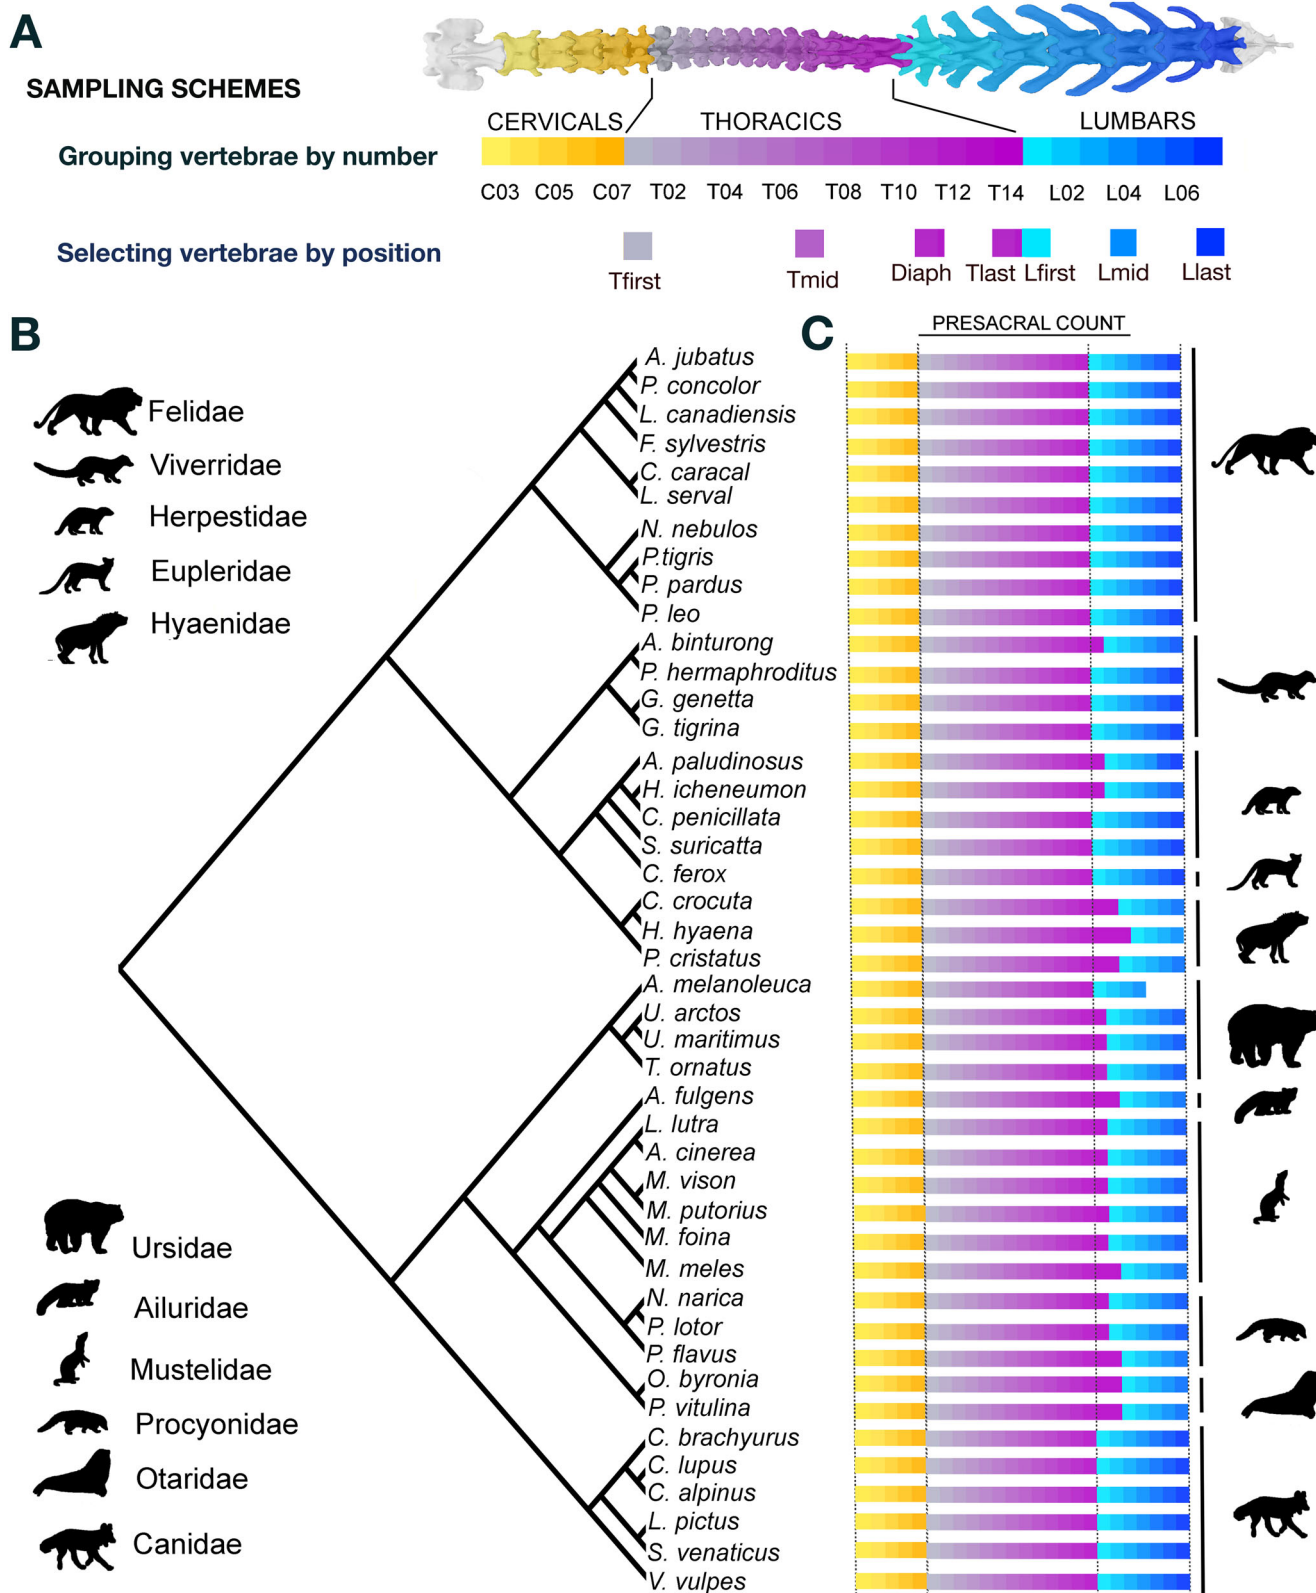 A
SAMPLING SCHEMES
CERVICALS THORACICS LUMBARS
Grouping vertebrae by number
C03 C05 C07 T02 T04 T06 T08 T10 T12 T14 L02 L04 L06
Selecting vertebrae by position
Tfirst Tmid Diaph Tlast Lfirst Lmid Llast
B
Felidae
Viverridae
Herpestidae
Eupleridae
Hyaenidae
Ursidae
Ailuridae
Mustelidae
Procyonidae
Otaridae
Canidae
A. jubatus
P. concolor
L. canadiensis
F. sylvestris
C. caracal
L. serval
N. nebulos
P.tigris
P. pardus
P. leo
A. binturong
P. hermaphroditus
G. genetta
G. tigrina
A. paludinosus
H. icheneumon
C. penicillata
S. suricatta
C. ferox
C. crocuta
H. hyaena
P. cristatus
A. melanoleuca
U. arctos
U. maritimus
T. ornatus
A. fulgens
L. lutra
A. cinerea
M. vison
M. putorius
M. foina
M. meles
N. narica
P. lotor
P. flavus
O. byronia
P. vitulina
C. brachyurus
C. lupus
C. alpinus
L. pictus
S. venaticus
V. vulpes
C
PRESACRAL COUNT